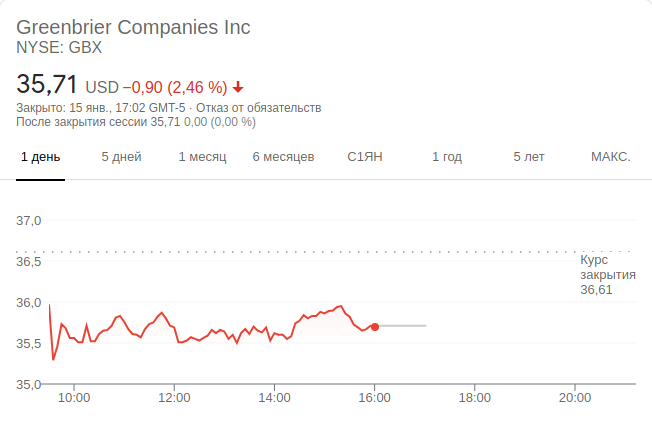 Greenbrier Companies Inc
NYSE: GBX
35,71 USD −0,90 (2,46 %)
Закрыто: 15 янв., 17:02 GMT-5 · Отказ от обязательств
После закрытия сессии 35,71 0,00 (0,00 %)
1 день 5 дней 1 месяц 6 месяцев С1ЯН 1 год 5 лет МАКС.
37,0
36,5
Курс
закрытия
36,61
36,0
35,5
35,0
10:00 12:00 14:00 16:00 18:00 20:00